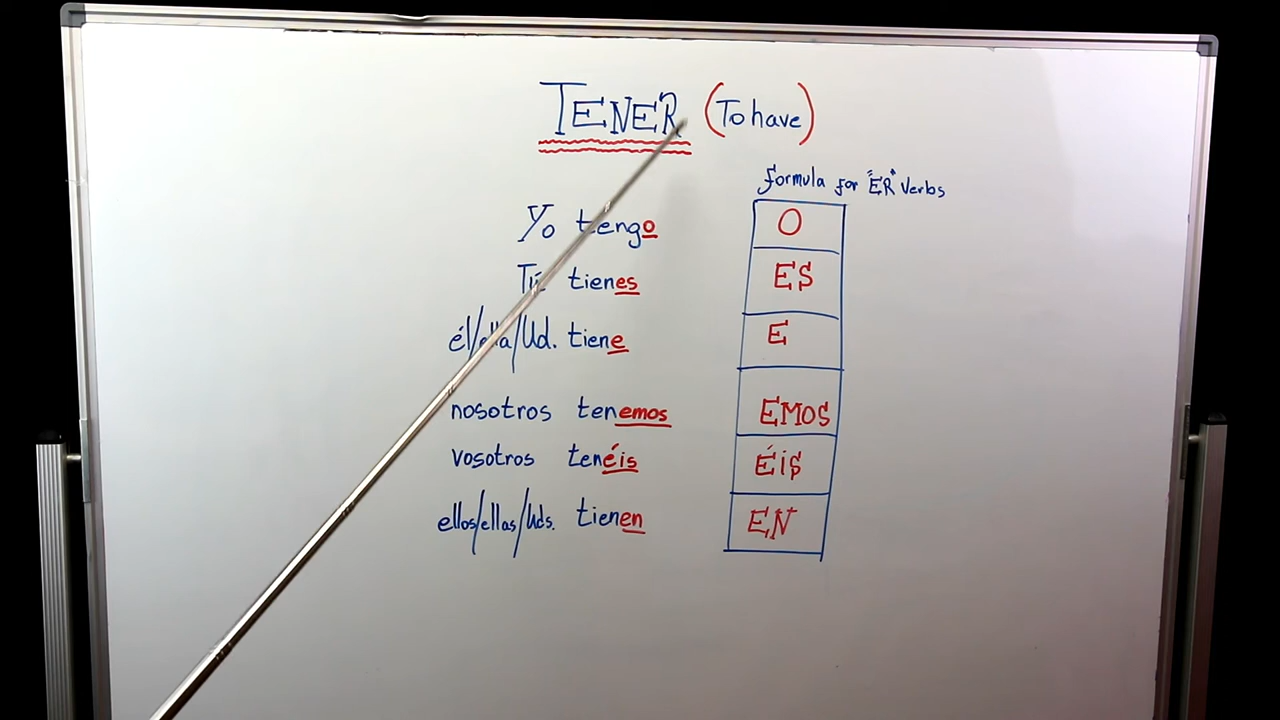 TENER (To have)
formula for "ER" verbs
Yo tengo O
Tú tienes ES
él/ella/Ud. tiene E
nosotros tenemos EMOS
vosotros tenéis ÉiS
ellos/ellas/Uds. tienen EN